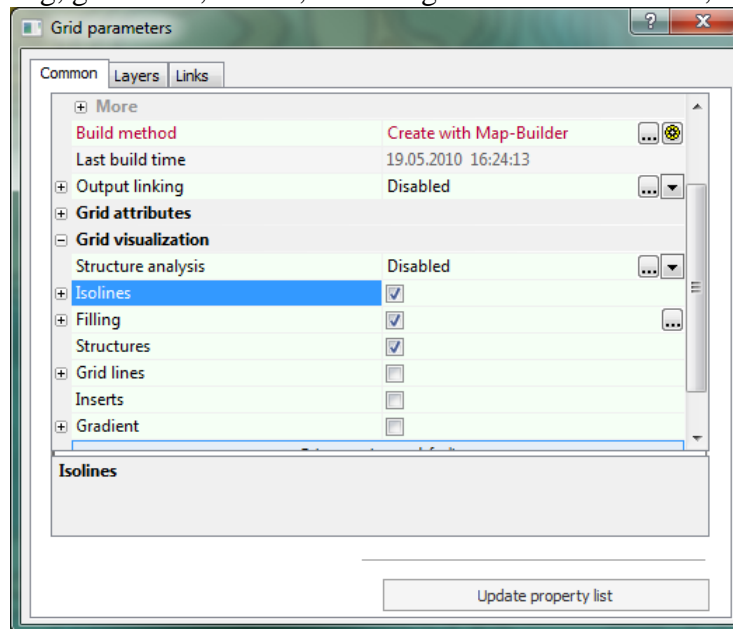 Grid parameters
Common Layers Links
More
Build method Create with Map-Builder ...
Last build time 19.05.2010 16:24:13
Output linking Disabled ...
Grid attributes
Grid visualization
Structure analysis Disabled ...
Isolines
Filling ...
Structures
Grid lines
Inserts
Gradient
Isolines
Update property list